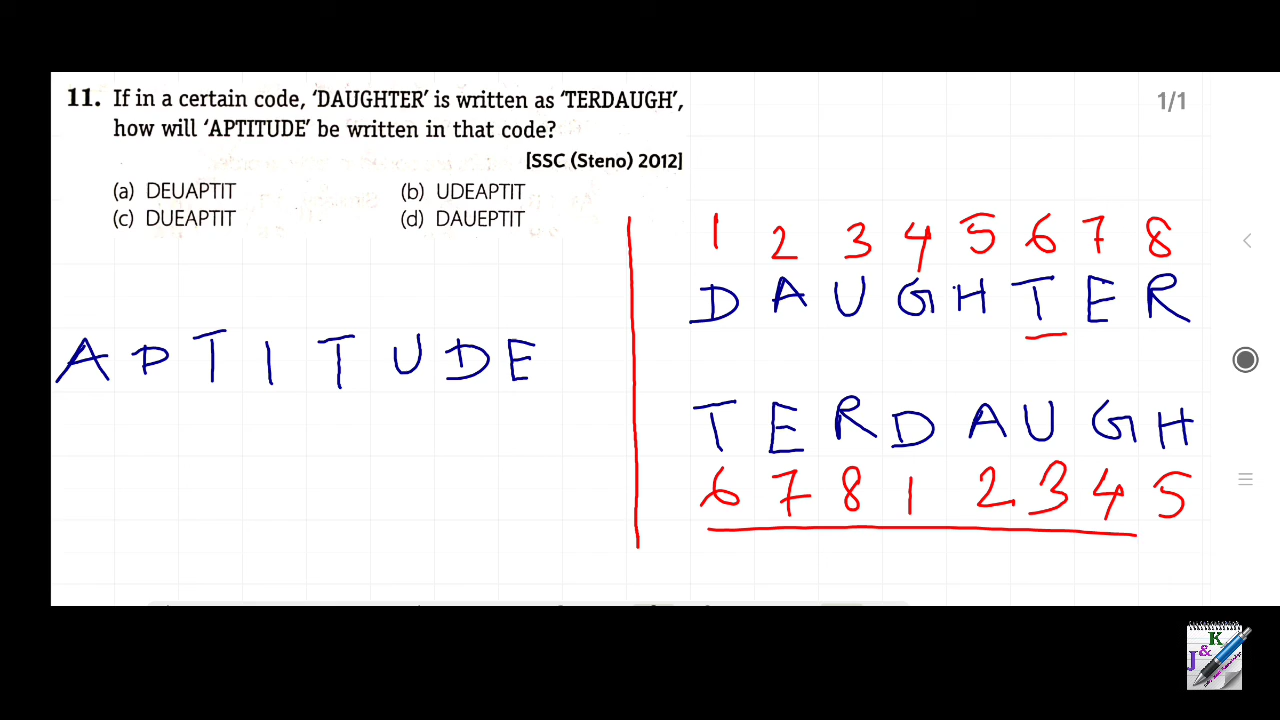 11. If in a certain code, ‘DAUGHTER’ is written as ‘TERDAUGH’,
how will ‘APTITUDE’ be written in that code?
[SSC (Steno) 2012]
(a) DEUAPTIT (b) UDEAPTIT
(c) DUEAPTIT (d) DAUEPTIT
1/1
1 2 3 4 5 6 7 8
D A U G H T E R
A P T I T U D E
T E R D A U G H
6 7 8 1 2 3 4 5
J & K